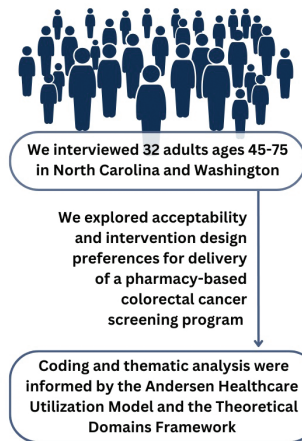 We interviewed 32 adults ages 45-75
in North Carolina and Washington
We explored acceptability
and intervention design
preferences for delivery
of a pharmacy-based
colorectal cancer
screening program
Coding and thematic analysis were
informed by the Andersen Healthcare
Utilization Model and the Theoretical
Domains Framework